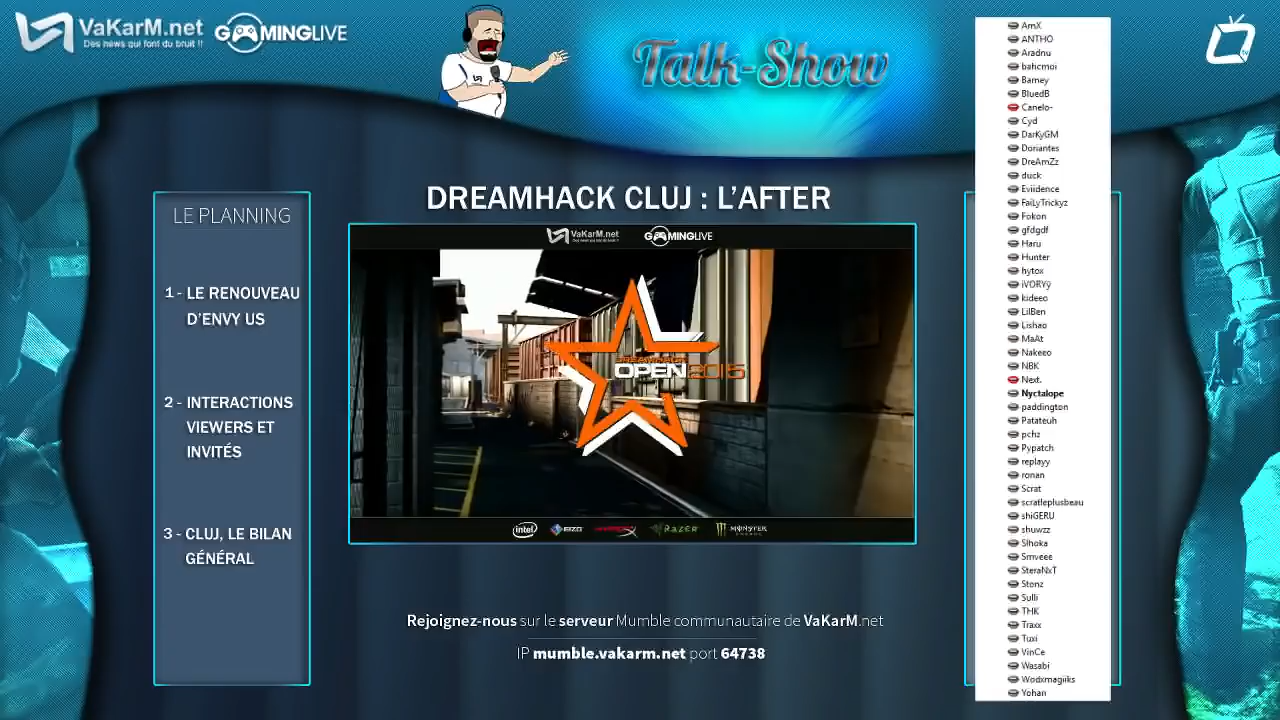 VaKarM.net
Des news qui font du bruit !!
GAMINGLIVE
Talk-Show
tv
DREAMHACK CLUJ : L'AFTER
LE PLANNING
1 - LE RENOUVEAU
D'ENVY US
2 - INTERACTIONS
VIEWERS ET
INVITÉS
3 - CLUJ, LE BILAN
GÉNÉRAL
VaKarM.net
GAMINGLIVE
DREAMHACK
OPEN 2015
intel
RAZER
MONSTER
Rejoignez-nous sur le serveur Mumble communautaire de VaKarM.net
IP mumble.vakarm.net port 64738
AmX
ANTHO
Aradnu
bahcmoi
Barney
BluedB
Canelo-
Cyd
DarKyGM
Doriantes
DreAmZz
duck
Eviidence
FaiLyTrickyz
Fokon
gfdgdf
Haru
Hunter
hytox
iVORYy
kideeo
LilBen
Lishao
MaAt
Nakeeo
NBK
Next.
Nyctalope
paddington
Patateuh
pchz
Pypatch
replayy
ronan
Scrat
scratleplusbeau
shiGERU
shuwzz
Slhoka
Smveee
SteraNxT
Stonz
Sulli
THK
Traxx
Tuxi
VinCe
Wasabi
Wodxmagiiks
Yohan